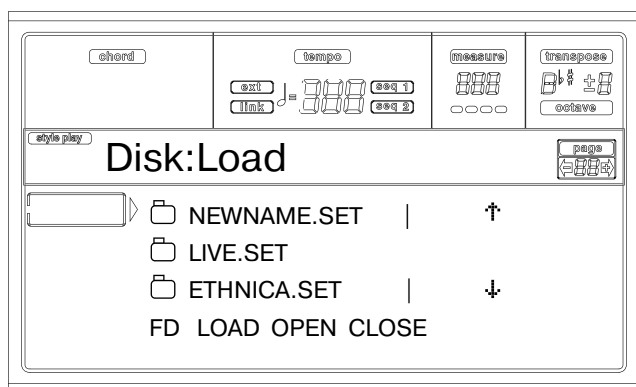 chord tempo measure transpose
ext seq 1
link = seq 2
octave
style play
Disk:Load
page
NEWNAME.SET |
LIVE.SET
ETHNICA.SET |
FD LOAD OPEN CLOSE